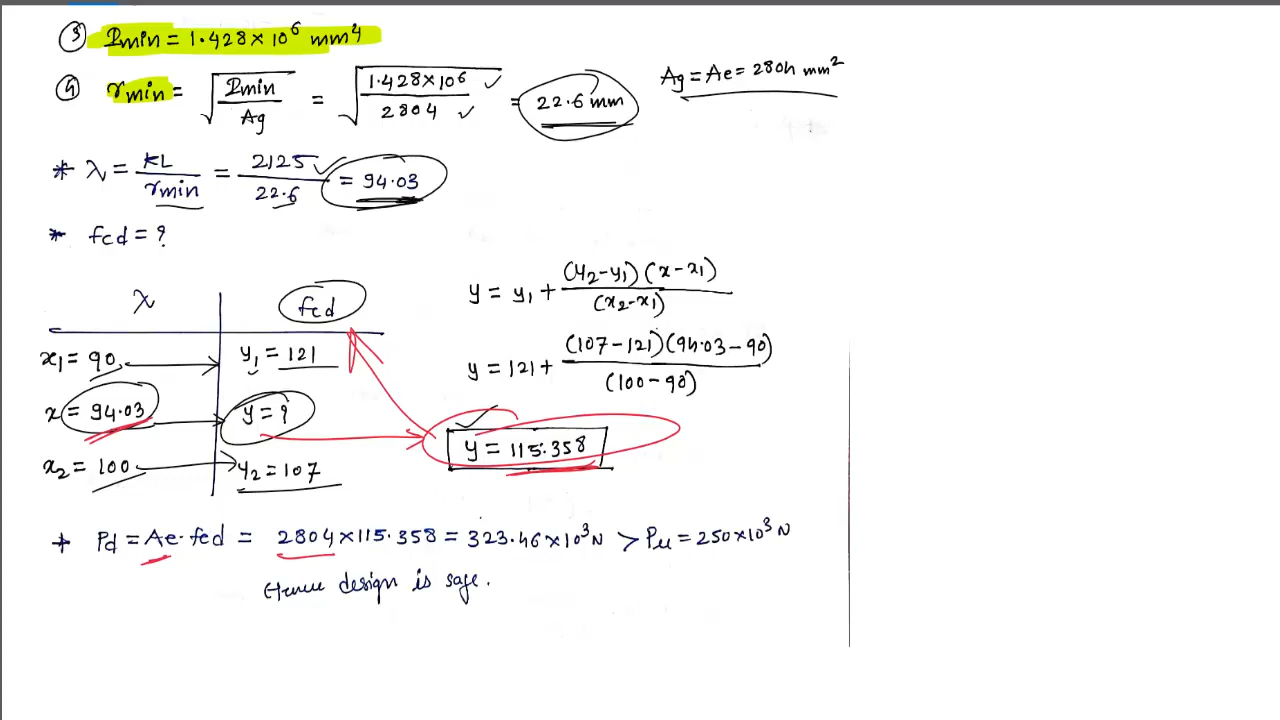 ③ Imin = 1.428 × 10⁶ mm⁴
④ rmin = √(Imin / Ag) = √(1.428×10⁶ / 2804) = 22.6 mm
Ag = Ae = 2804 mm²
* λ = KL / rmin = 2125 / 22.6 = 94.03
* fcd = ?
λ fcd
x₁ = 90 y₁ = 121
x = 94.03 y = ?
x₂ = 100 y₂ = 107
y = y₁ + (y₂-y₁) (x-x₁) / (x₂-x₁)
y = 121 + (107-121)(94.03-90) / (100-90)
y = 115.358
* Pd = Ae. fcd = 2804 × 115.358 = 323.46 × 10³ N > Pu = 250×10³ N
Hence design is safe.